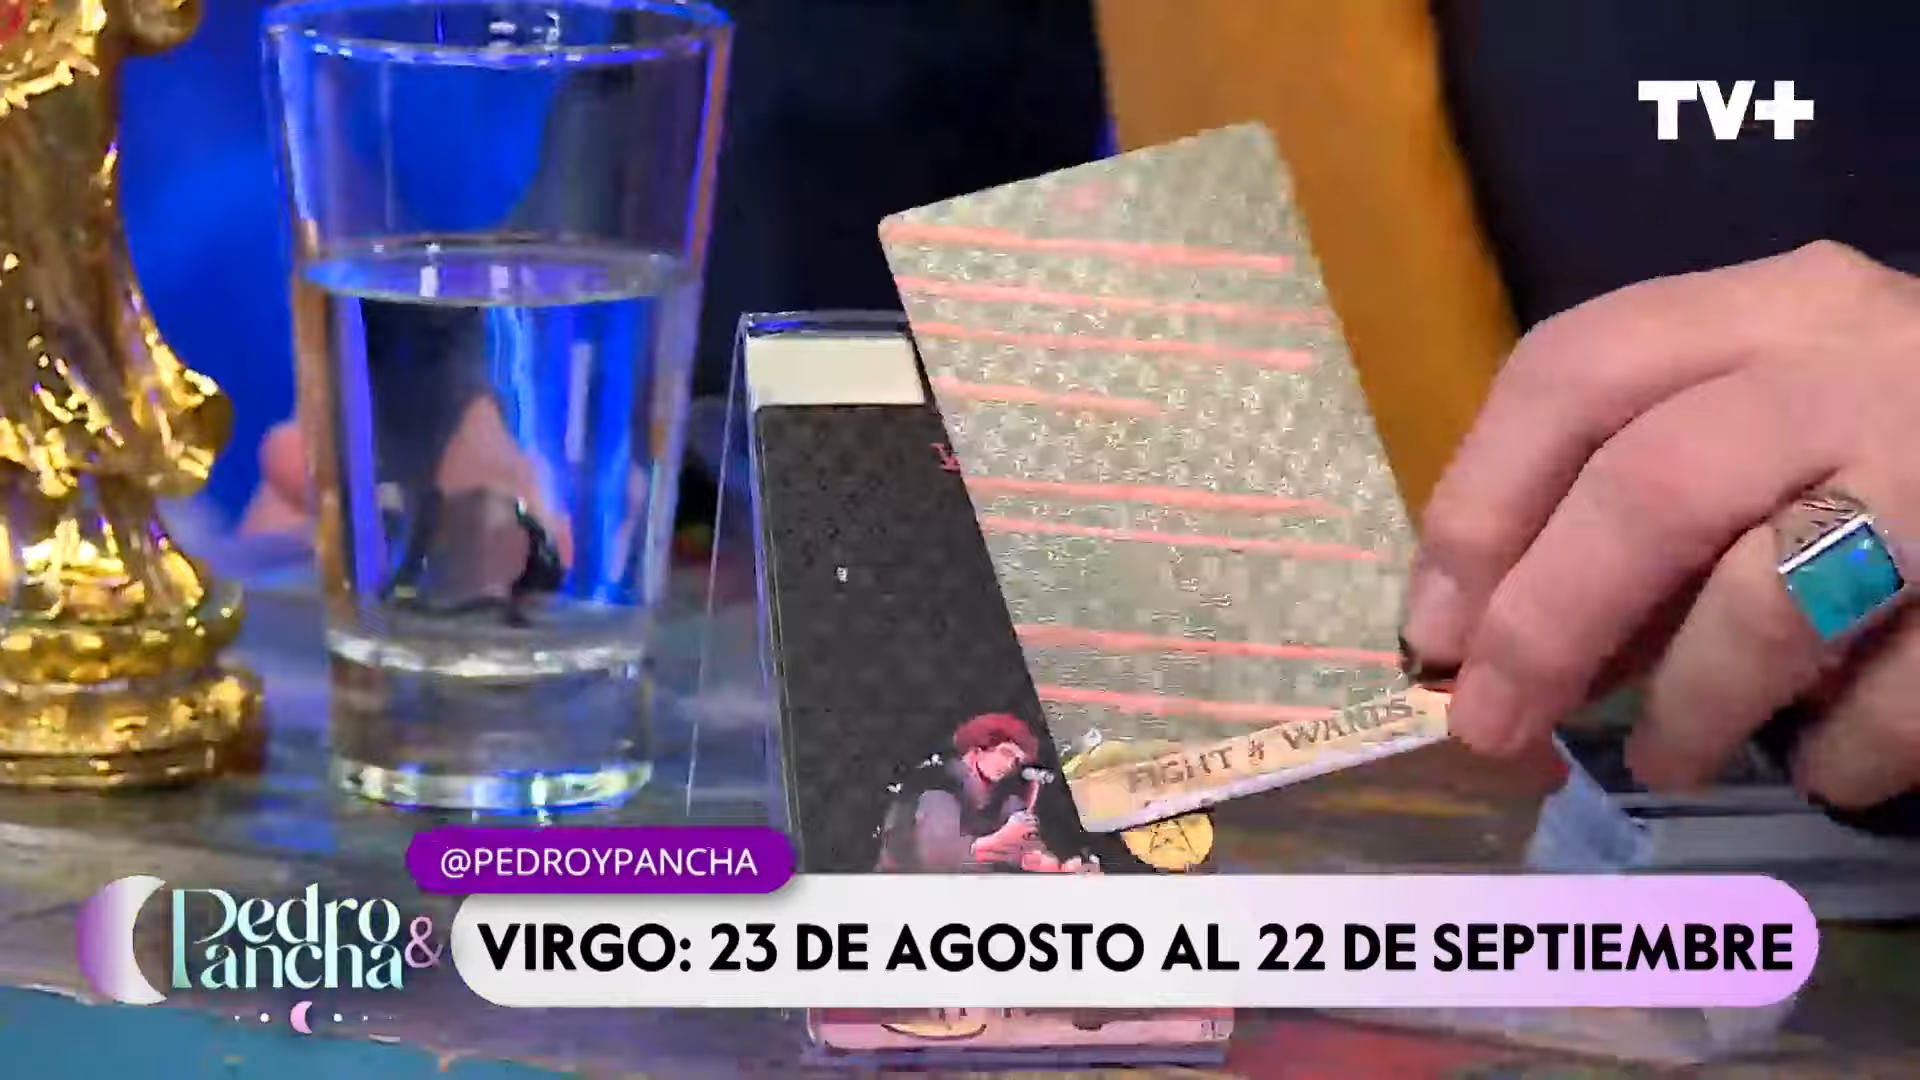 TV+
EIGHT of WANDS.
@PEDROYPANCHA
Pedro
& 
Pancha
VIRGO: 23 DE AGOSTO AL 22 DE SEPTIEMBRE